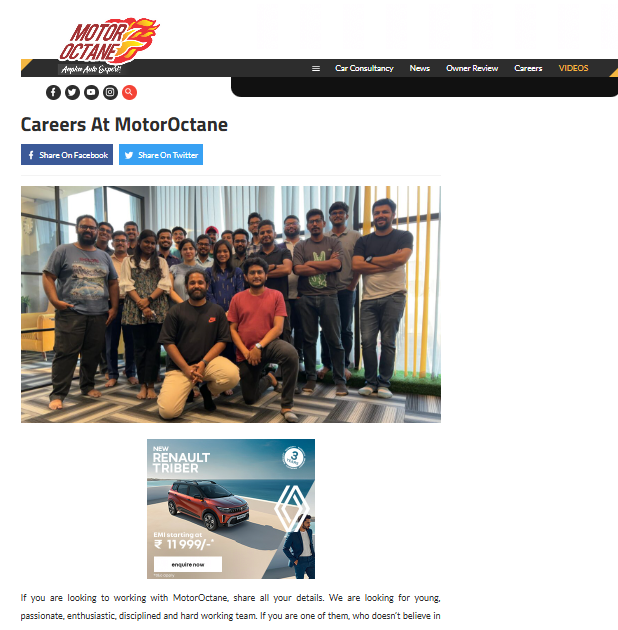 MOTOR
OCTANE
Apka Auto Expert!
Car Consultancy News Owner Review Careers VIDEOS
Careers At MotorOctane
Share On Facebook Share On Twitter
NEW
RENAULT
TRIBER
3
EMI starting at
₹ 11 999/-*
enquire now
If you are looking to working with MotorOctane, share all your details. We are looking for young,
passionate, enthusiastic, disciplined and hard working team. If you are one of them, who doesn't believe in